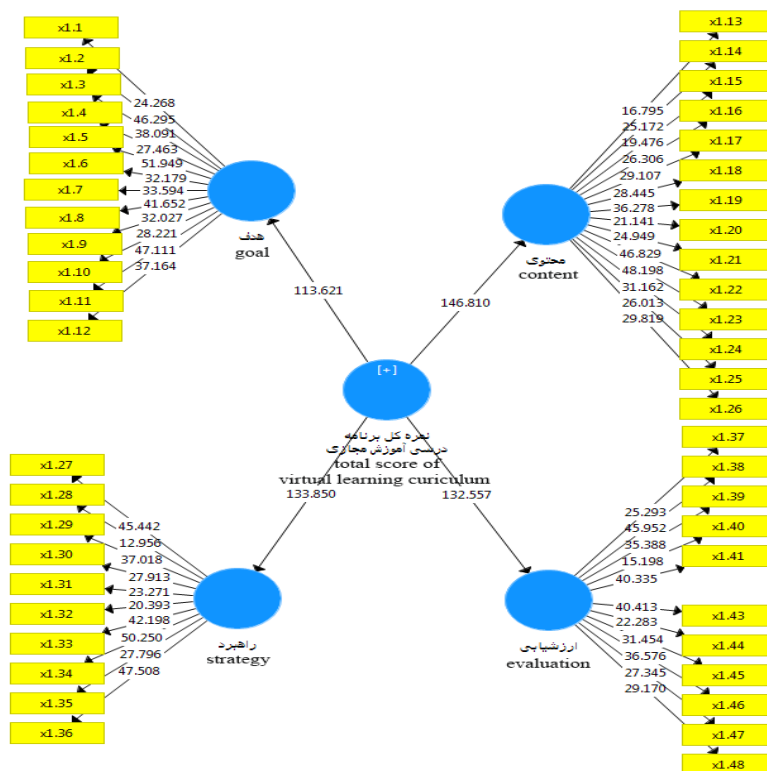 x1.1
x1.2
x1.3
x1.4
x1.5
x1.6
x1.7
x1.8
x1.9
x1.10
x1.11
x1.12
24.268
46.295
38.091
27.463
51.949
32.179
33.594
41.652
32.027
28.221
47.111
37.164
هدف
goal
113.621
x1.13
x1.14
x1.15
x1.16
x1.17
x1.18
x1.19
x1.20
x1.21
x1.22
x1.23
x1.24
x1.25
x1.26
16.795
25.172
19.476
26.306
29.107
28.445
36.278
21.141
24.949
46.829
48.198
31.162
26.013
29.819
محتوی
content
146.810
[+]
نمره کل برنامه
درسی آموزش مجازی
total score of
virtual learning curiculum
133.850
132.557
x1.27
x1.28
x1.29
x1.30
x1.31
x1.32
x1.33
x1.34
x1.35
x1.36
45.442
12.956
37.018
27.913
23.271
20.393
42.198
50.250
27.796
47.508
راهبرد
strategy
x1.37
x1.38
x1.39
x1.40
x1.41
x1.43
x1.44
x1.45
x1.46
x1.47
x1.48
25.293
45.952
35.388
15.198
40.335
40.413
22.283
31.454
36.576
27.345
29.170
ارزشیابی
evaluation